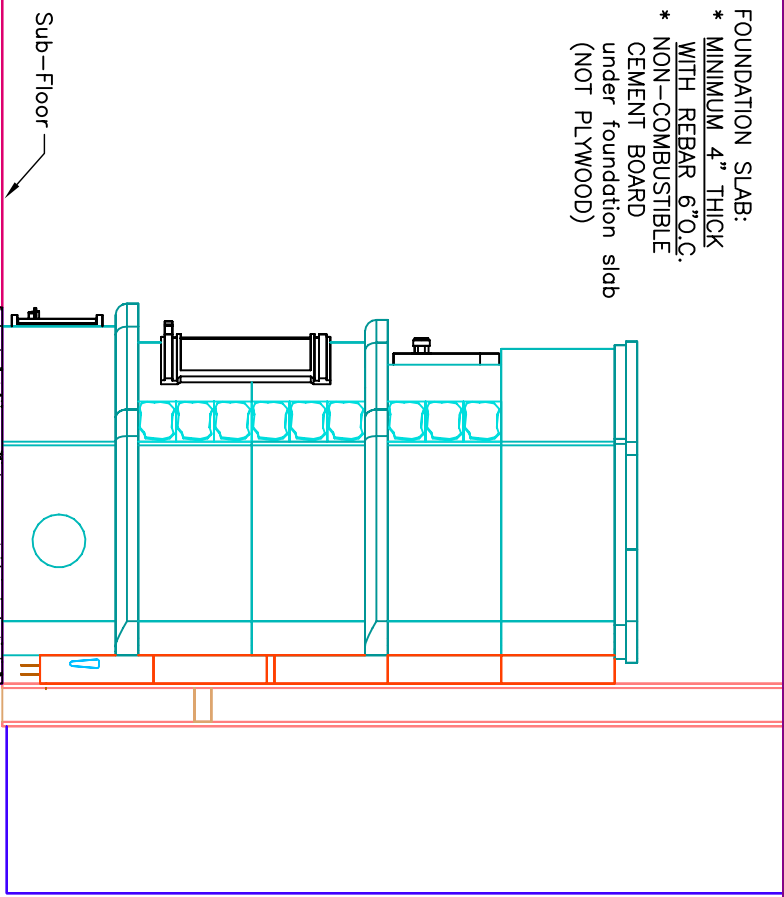 FOUNDATION SLAB:
* MINIMUM 4" THICK
WITH REBAR 6"O.C.
* NON-COMBUSTIBLE
CEMENT BOARD
under foundation slab
(NOT PLYWOOD)
Sub-Floor